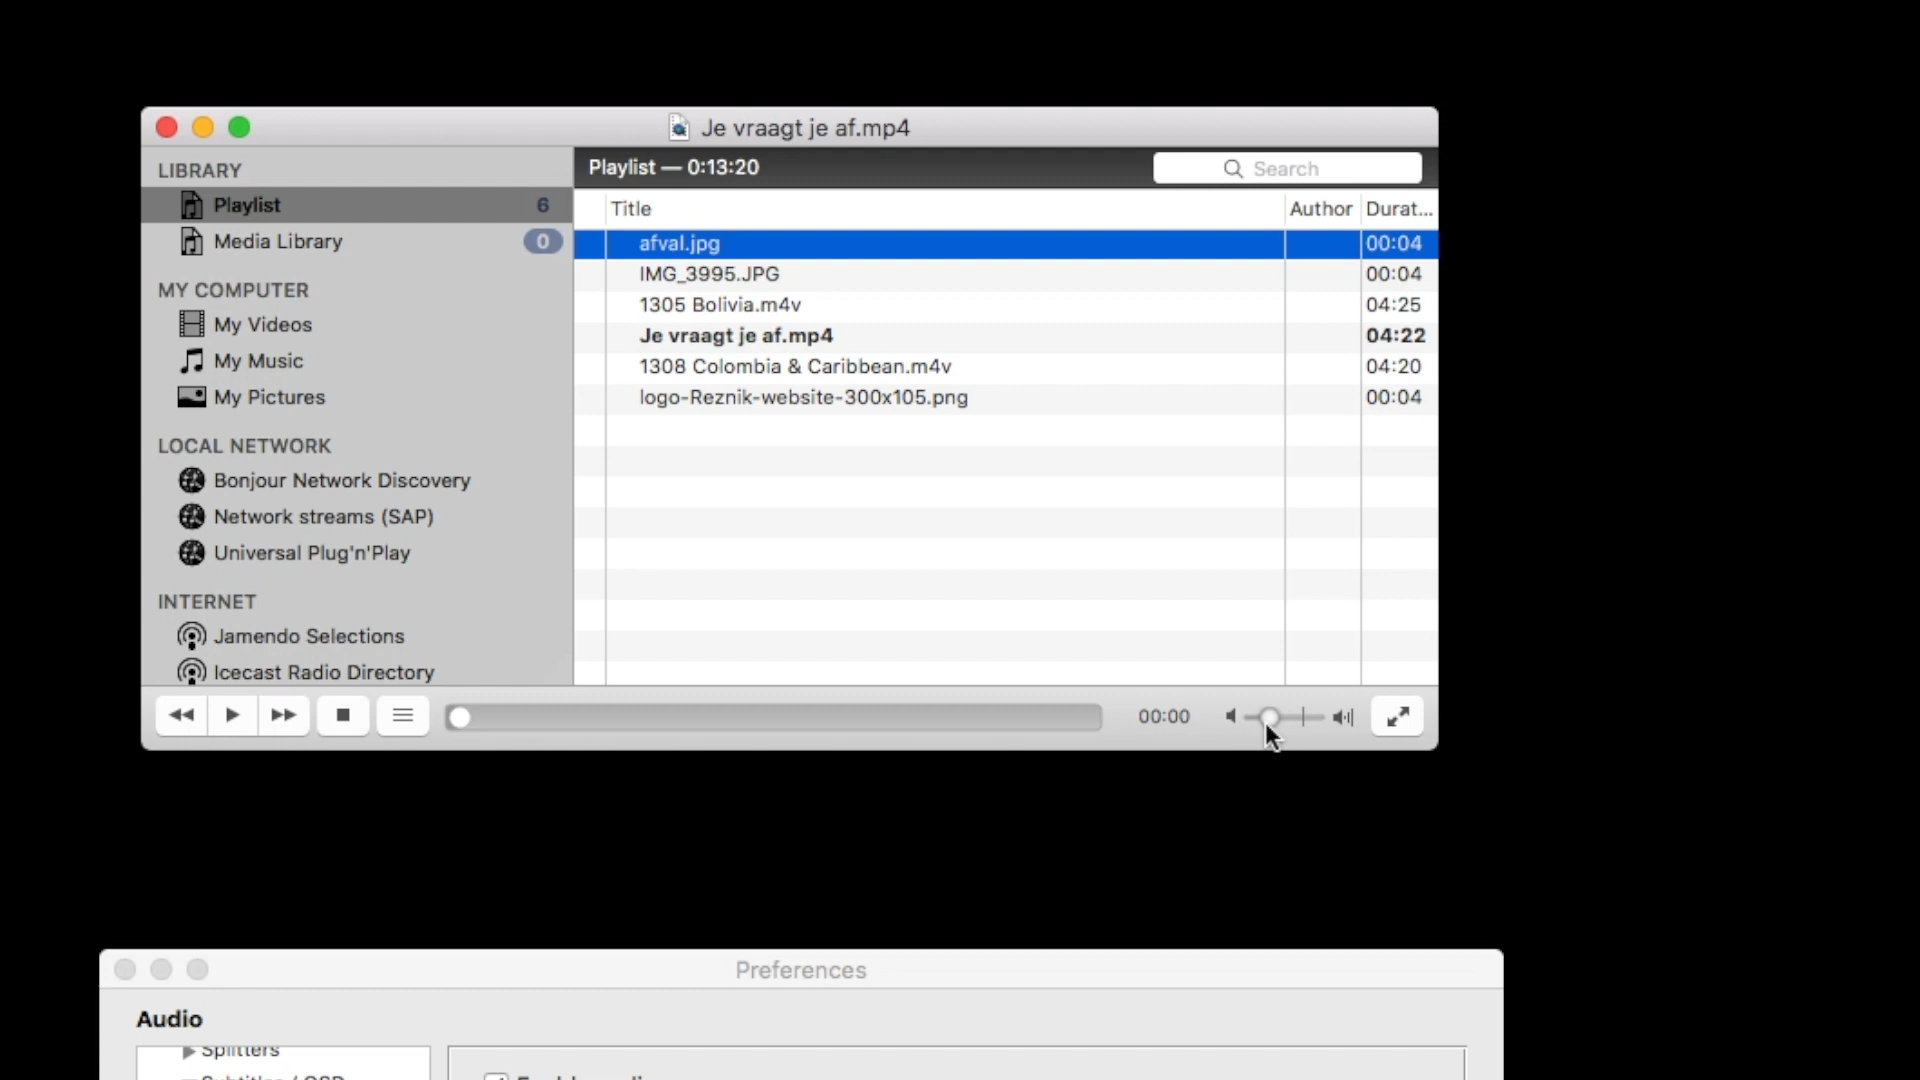 Je vraagt je af.mp4
LIBRARY
Playlist 6
Media Library 0
MY COMPUTER
My Videos
My Music
My Pictures
LOCAL NETWORK
Bonjour Network Discovery
Network streams (SAP)
Universal Plug'n'Play
INTERNET
Jamendo Selections
Icecast Radio Directory
Playlist — 0:13:20
Search
Title Author Durat...
afval.jpg 00:04
IMG_3995.JPG 00:04
1305 Bolivia.m4v 04:25
Je vraagt je af.mp4 04:22
1308 Colombia & Caribbean.m4v 04:20
logo-Reznik-website-300x105.png 00:04
00:00
Preferences
Audio
Splitters